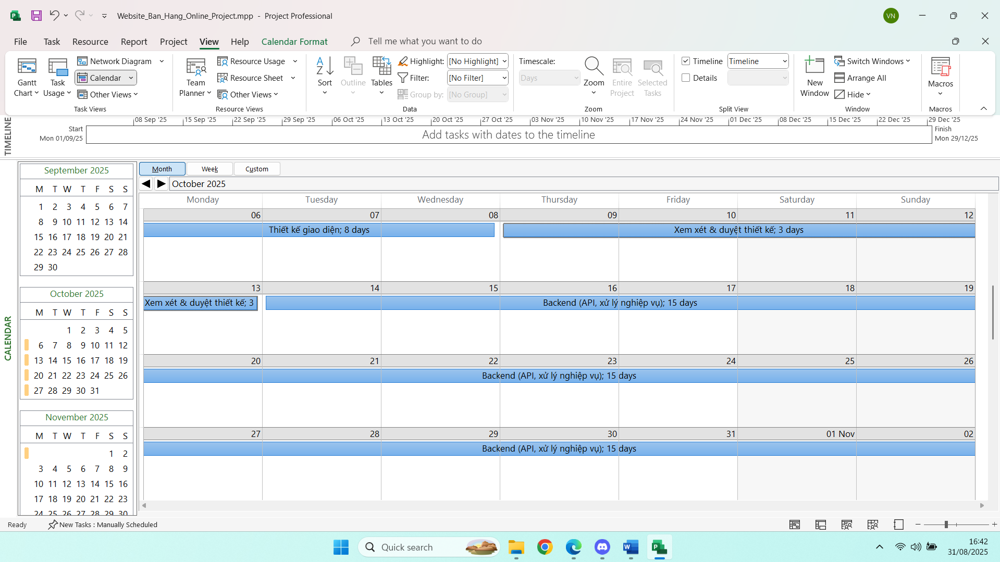 Website_Ban_Hang_Online_Project.mpp - Project Professional
VN
File Task Resource Report Project View Help Calendar Format Tell me what you want to do
Gantt Chart
Task Usage
Network Diagram
Calendar
Other Views
Task Views
Team Planner
Resource Usage
Resource Sheet
Other Views
Resource Views
Sort
Outline
Tables
Highlight: [No Highlight]
Filter: [No Filter]
Group by: [No Group]
Data
Timescale:
Days
Zoom
Entire Project
Selected Tasks
Zoom
Timeline Timeline
Details
Split View
New Window
Switch Windows
Arrange All
Hide
Window
Macros
Macros
TIMELINE
08 Sep '25 15 Sep '25 22 Sep '25 29 Sep '25 06 Oct '25 13 Oct '25 20 Oct '25 27 Oct '25 03 Nov '25 10 Nov '25 17 Nov '25 24 Nov '25 01 Dec '25 08 Dec '25 15 Dec '25 22 Dec '25 29 Dec '25
Start
Mon 01/09/25
Add tasks with dates to the timeline
Finish
Mon 29/12/25
CALENDAR
September 2025
M T W T F S S
1 2 3 4 5 6 7
8 9 10 11 12 13 14
15 16 17 18 19 20 21
22 23 24 25 26 27 28
29 30
October 2025
M T W T F S S
1 2 3 4 5
6 7 8 9 10 11 12
13 14 15 16 17 18 19
20 21 22 23 24 25 26
27 28 29 30 31
November 2025
M T W T F S S
1 2
3 4 5 6 7 8 9
10 11 12 13 14 15 16
17 18 19 20 21 22 23
24 25 26 27 28 29 30
Month Week Custom
October 2025
Monday Tuesday Wednesday Thursday Friday Saturday Sunday
06 07 08 09 10 11 12
Thiết kế giao diện; 8 days Xem xét & duyệt thiết kế; 3 days
13 14 15 16 17 18 19
Xem xét & duyệt thiết kế; 3 Backend (API, xử lý nghiệp vụ); 15 days
20 21 22 23 24 25 26
Backend (API, xử lý nghiệp vụ); 15 days
27 28 29 30 31 01 Nov 02
Backend (API, xử lý nghiệp vụ); 15 days
Ready New Tasks : Manually Scheduled
Quick search
16:42
31/08/2025